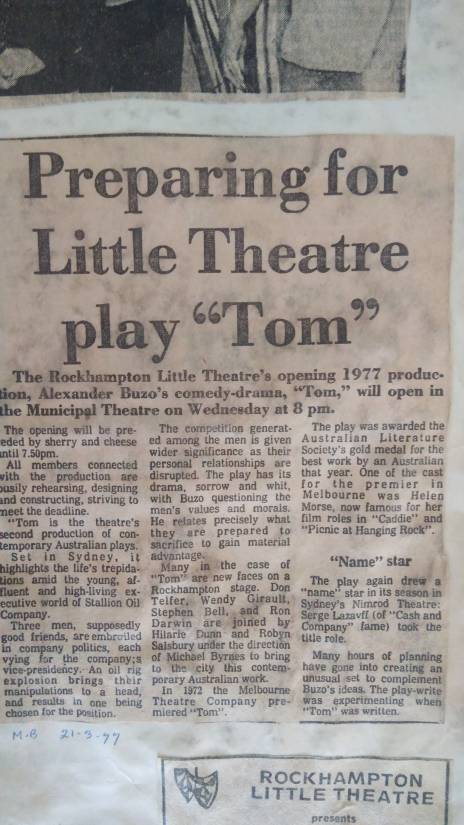 Preparing for
Little Theatre
play “Tom”
The Rockhampton Little Theatre's opening 1977 produc-
tion, Alexander Buzo's comedy-drama, “Tom,” will open in
the Municipal Theatre on Wednesday at 8 pm.
The opening will be pre-
ceded by sherry and cheese
until 7.50pm.
All members connected
with the production are
busily rehearsing, designing
and constructing, striving to
meet the deadline.
“Tom is the theatre's
second production of con-
temporary Australian plays.
Set in Sydney, it
highlights the life's trepida-
tions amid the young, af-
fluent and high-living ex-
ecutive world of Stallion Oil
Company.
Three men, supposedly
good friends, are embroiled
in company politics, each
vying for the company;s
vice-presidency. An oil rig
explosion brings their
manipulations to a head,
and results in one being
chosen for the position.
The competition generat-
ed among the men is given
wider significance as their
personal relationships are
disrupted. The play has its
drama, sorrow and whit,
with Buzo questioning the
men's values and morals.
He relates precisely what
they are prepared to
sacrifice to gain material
advantage.
Many in the case of
“Tom” are new faces on a
Rockhampton stage. Don
Telfer, Wendy Girault,
Stephen Bell, and Ron
Darwin are joined by
Hilarie Dunn and Robyn
Salsbury under the direction
of Michael Byrnes to bring
to the city this contem-
porary Australian work.
In 1972 the Melbourne
Theatre Company pre-
miered “Tom”.
The play was awarded the
Australian Literature
Society's gold medal for the
best work by an Australian
that year. One of the cast
for the premier in
Melbourne was Helen
Morse, now famous for her
film roles in “Caddie” and
“Picnic at Hanging Rock”.
“Name” star
The play again drew a
“name” star in its season in
Sydney's Nimrod Theatre:
Serge Lazavff (of “Cash and
Company” fame) took the
title role.
Many hours of planning
have gone into creating an
unusual set to complement
Buzo's ideas. The play-write
was experimenting when
“Tom” was written.
M.B 21-3-77
ROCKHAMPTON
LITTLE THEATRE
presents